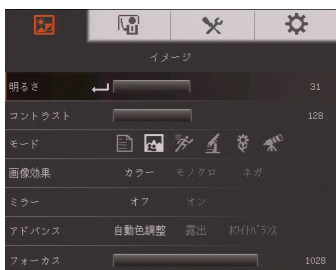 イメージ
明るさ 31
コントラスト 128
モード
画像効果 カラー モノクロ ネガ
ミラー オフ オン
アドバンス 自動色調整 露出 ホワイトバランス
フォーカス 1028